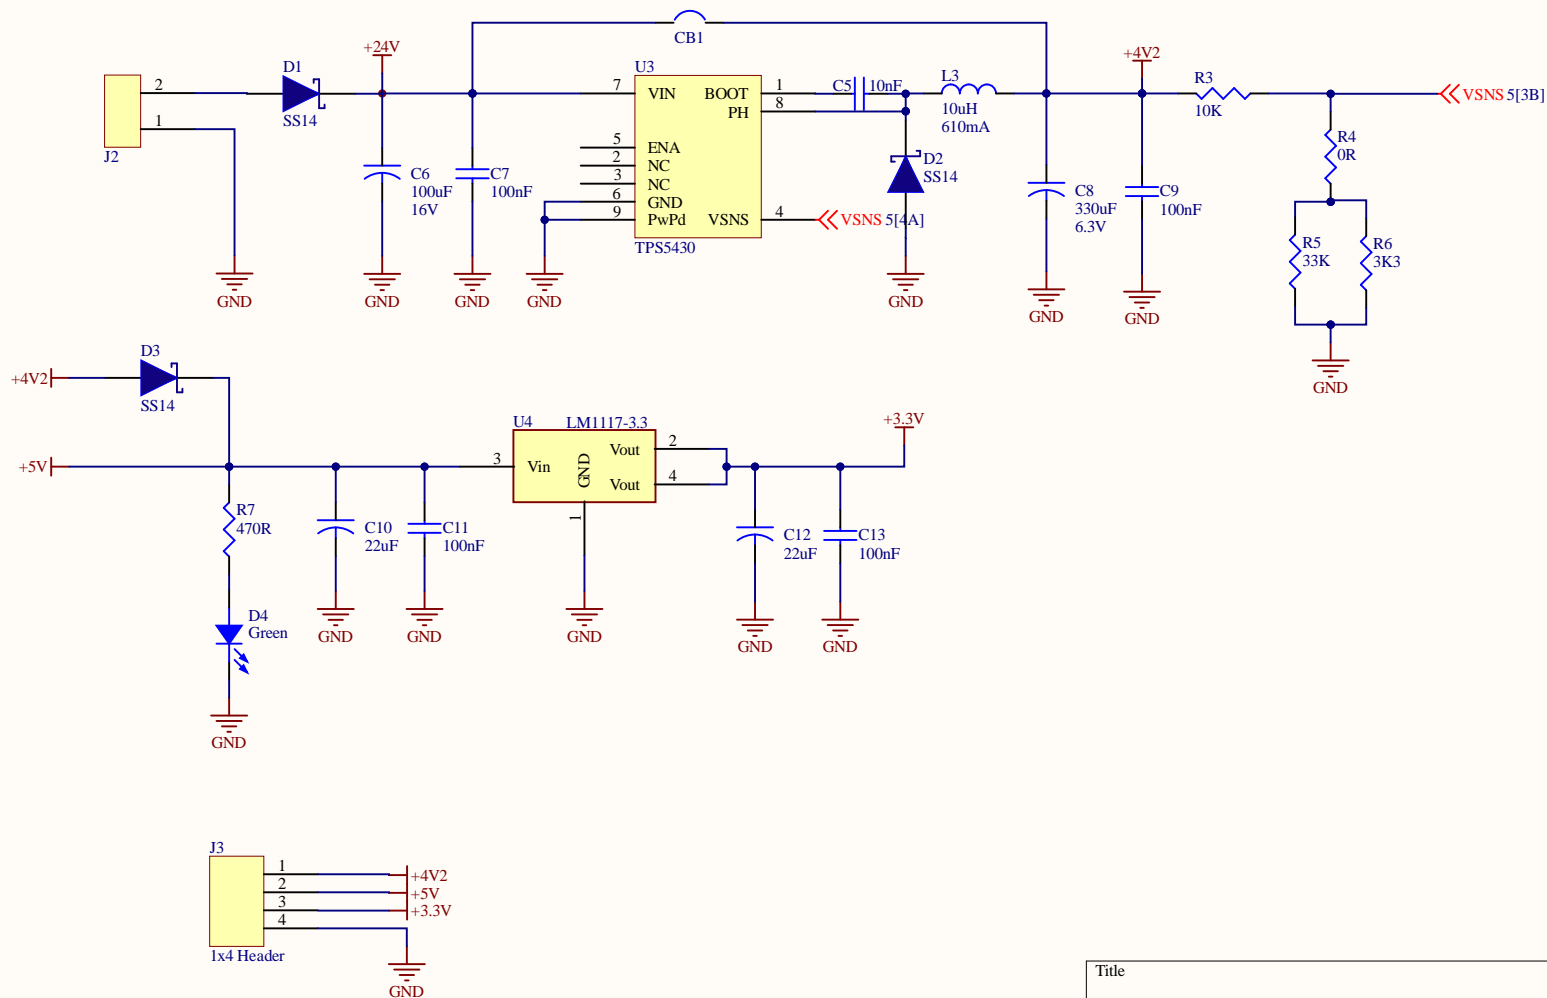 CB1
+24V
+4V2
D1
SS14
2
1
J2
GND
C6
100uF
16V
GND
C7
100nF
GND
U3
7 VIN
BOOT 1
PH 8
5 ENA
2 NC
3 NC
6 GND
9 PwPd
VSNS 4
TPS5430
GND
VSNS 5[4A]
C5 10nF
L3
10uH
610mA
D2
SS14
GND
C8
330uF
6.3V
GND
C9
100nF
GND
R3
10K
VSNS 5[3B]
R4
0R
R5
33K
R6
3K3
GND
+4V2
D3
SS14
+5V
R7
470R
D4
Green
GND
C10
22uF
GND
C11
100nF
GND
U4 LM1117-3.3
3 Vin
GND
Vout 2
Vout 4
1
GND
+3.3V
C12
22uF
GND
C13
100nF
GND
J3
1 +4V2
2 +5V
3 +3.3V
4
1x4 Header
GND
Title